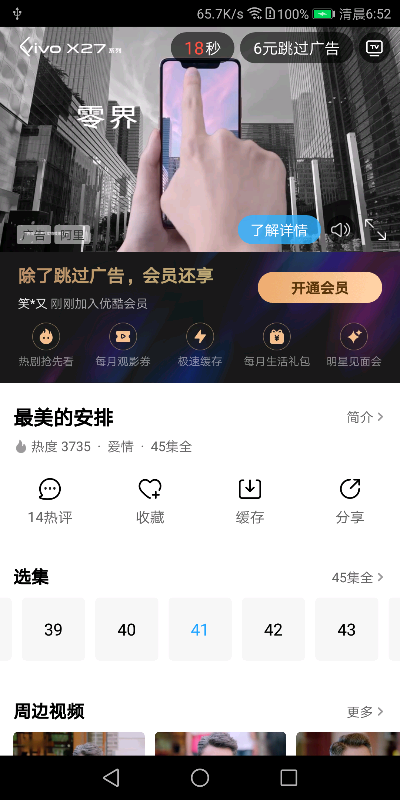 65.7K/s 100% 清晨6:52
vivo X27 系列
18秒
6元跳过广告
TV
零界
广告 阿里
了解详情
除了跳过广告，会员还享
笑*又 刚刚加入优酷会员
开通会员
热剧抢先看 每月观影券 极速缓存 每月生活礼包 明星见面会
最美的安排
简介
热度 3735 · 爱情 · 45集全
14热评 收藏 缓存 分享
选集
45集全
39 40 41 42 43
周边视频
更多